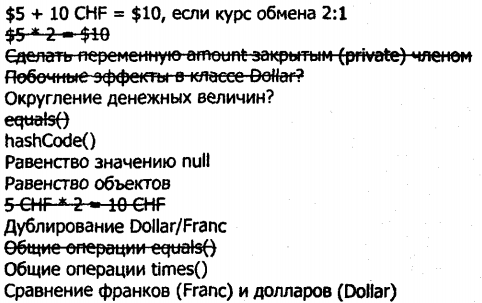 $5 + 10 CHF = $10, если курс обмена 2:1
$5 * 2 = $10
Сделать переменную amount закрытым (private) членом
Побочные эффекты в классе Dollar?
Округление денежных величин?
equals()
hashCode()
Равенство значению null
Равенство объектов
5 CHF * 2 = 10 CHF
Дублирование Dollar/Franc
Общие операции equals()
Общие операции times()
Сравнение франков (Franc) и долларов (Dollar)